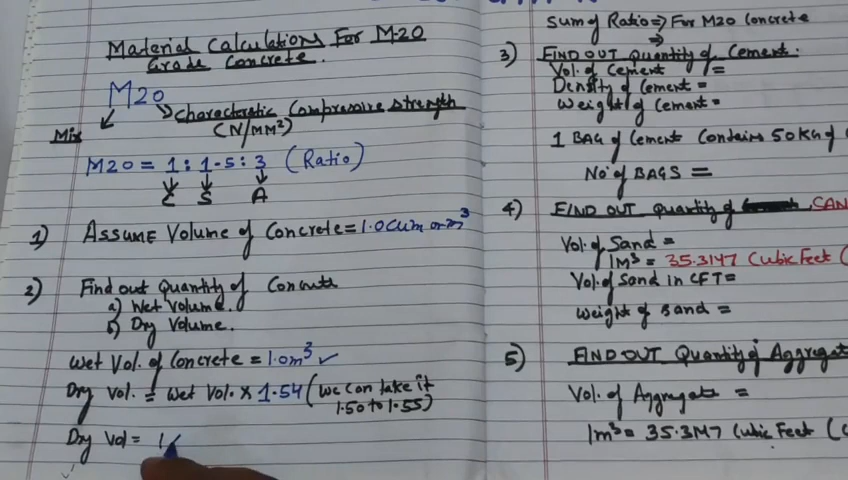 Material Calculations For M-20
Grade Concrete.
M20
Characteristic Compressive strength
(N/MM²)
Mix
M20 = 1 : 1.5 : 3 (Ratio)
C S A
1) ASSUME Volume of Concrete = 1.0 cum or m³
2) Find out Quantity of Concrete
a) Wet Volume.
b) Dry Volume.
Wet Vol. of Concrete = 1.0m³ ✓
Dry Vol. = Wet Vol. × 1.54 (we can take it
1.50 to 1.55)
Dry Vol = 1
Sum of Ratio => For M20 Concrete
=>
3) FIND OUT Quantity of Cement.
Vol. of Cement =
Density of Cement =
Weight of Cement =
1 BAG of Cement Contains 50 KG of
No. of BAGS =
4) FIND OUT Quantity of SAN
Vol. of Sand =
1M³ = 35.3147 Cubic Feet (
Vol. of Sand in CFT =
Weight of Sand =
5) FIND OUT Quantity of Aggregat
Vol. of Aggregate =
1m³ = 35.3147 Cubic Feet (C